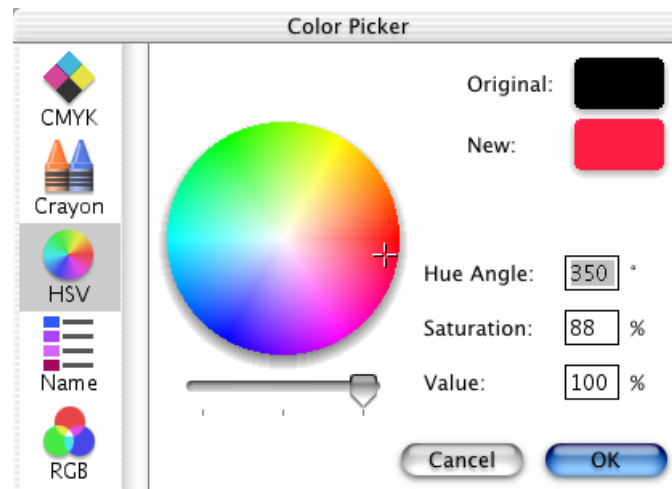 Color Picker
CMYK
Crayon
HSV
Name
RGB
Original:
New:
Hue Angle: 350 °
Saturation: 88 %
Value: 100 %
Cancel OK